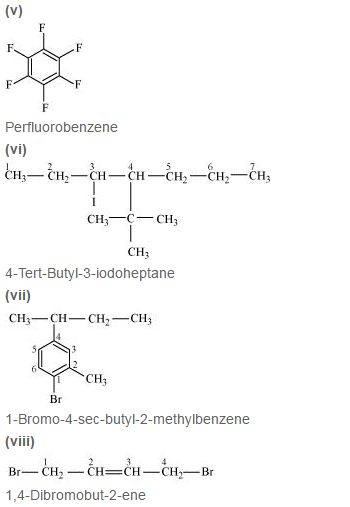 (v)
F
F F
F F
F
Perfluorobenzene
(vi)
1 2 3 4 5 6 7
CH₃—CH₂—CH—CH—CH₂—CH₂—CH₃
I
CH₃—C—CH₃
CH₃
4-Tert-Butyl-3-iodoheptane
(vii)
CH₃—CH—CH₂—CH₃
4
5 3
6 2
1 CH₃
Br
1-Bromo-4-sec-butyl-2-methylbenzene
(viii)
1 2 3 4
Br—CH₂—CH=CH—CH₂—Br
1,4-Dibromobut-2-ene